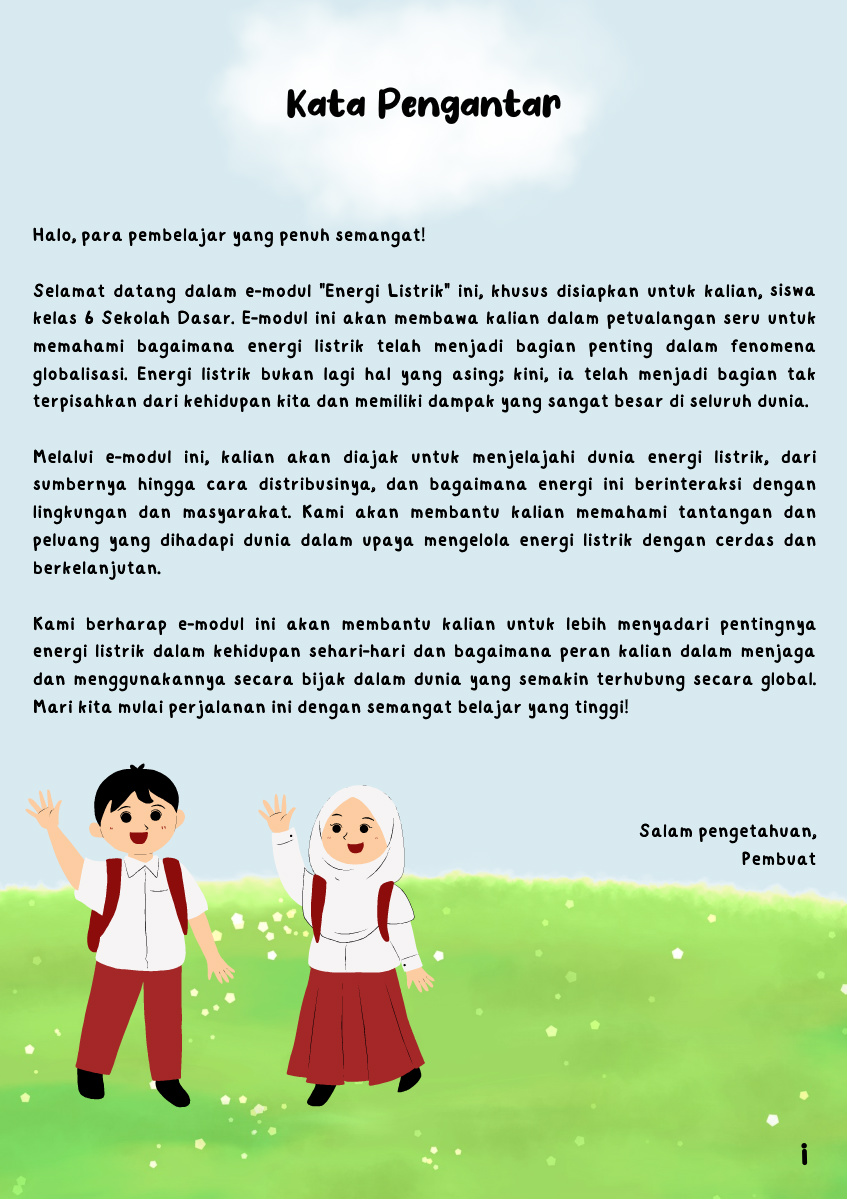 Kata Pengantar
Halo, para pembelajar yang penuh semangat!
Selamat datang dalam e-modul "Energi Listrik" ini, khusus disiapkan untuk kalian, siswa
kelas 6 Sekolah Dasar. E-modul ini akan membawa kalian dalam petualangan seru untuk
memahami bagaimana energi listrik telah menjadi bagian penting dalam fenomena
globalisasi. Energi listrik bukan lagi hal yang asing; kini, ia telah menjadi bagian tak
terpisahkan dari kehidupan kita dan memiliki dampak yang sangat besar di seluruh dunia.
Melalui e-modul ini, kalian akan diajak untuk menjelajahi dunia energi listrik, dari
sumbernya hingga cara distribusinya, dan bagaimana energi ini berinteraksi dengan
lingkungan dan masyarakat. Kami akan membantu kalian memahami tantangan dan
peluang yang dihadapi dunia dalam upaya mengelola energi listrik dengan cerdas dan
berkelanjutan.
Kami berharap e-modul ini akan membantu kalian untuk lebih menyadari pentingnya
energi listrik dalam kehidupan sehari-hari dan bagaimana peran kalian dalam menjaga
dan menggunakannya secara bijak dalam dunia yang semakin terhubung secara global.
Mari kita mulai perjalanan ini dengan semangat belajar yang tinggi!
Salam pengetahuan,
Pembuat
i